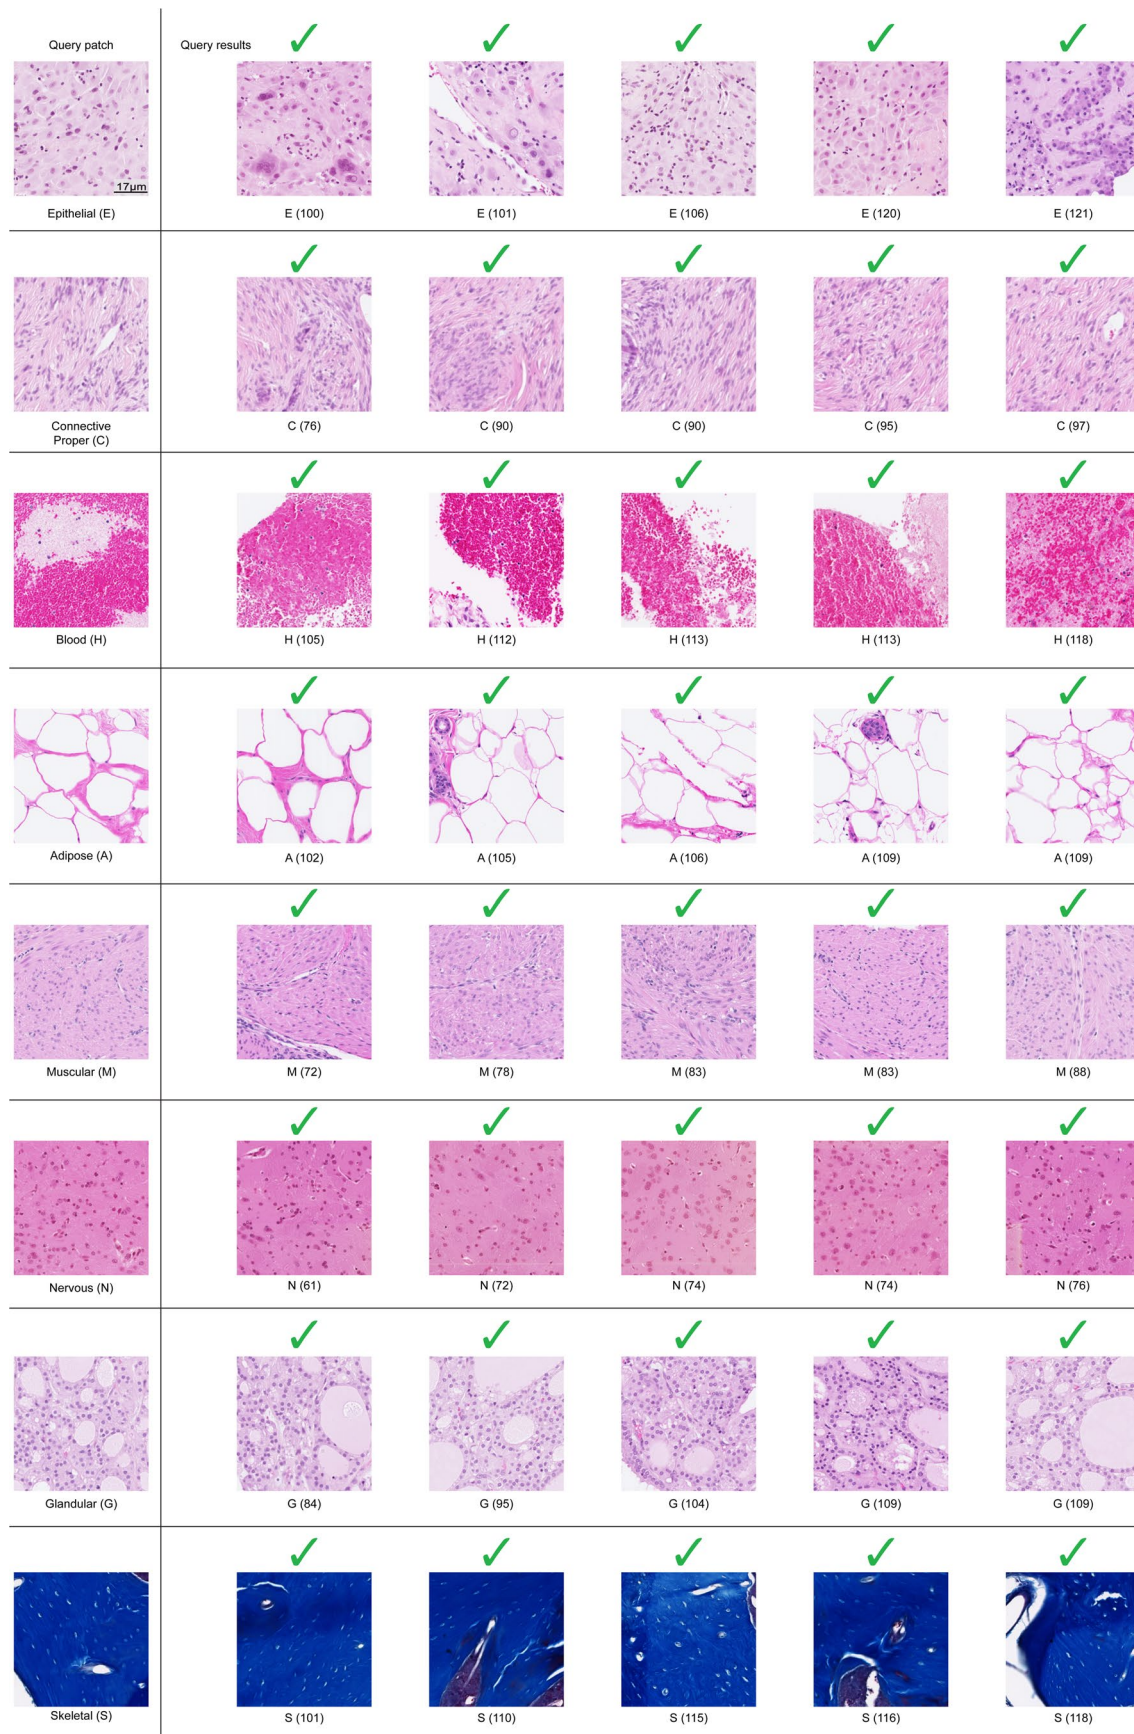 Query patch
Query results
17μm
Epithelial (E)
E (100)
E (101)
E (106)
E (120)
E (121)
Connective
Proper (C)
C (76)
C (90)
C (90)
C (95)
C (97)
Blood (H)
H (105)
H (112)
H (113)
H (113)
H (118)
Adipose (A)
A (102)
A (105)
A (106)
A (109)
A (109)
Muscular (M)
M (72)
M (78)
M (83)
M (83)
M (88)
Nervous (N)
N (61)
N (72)
N (74)
N (74)
N (76)
Glandular (G)
G (84)
G (95)
G (104)
G (109)
G (109)
Skeletal (S)
S (101)
S (110)
S (115)
S (116)
S (118)